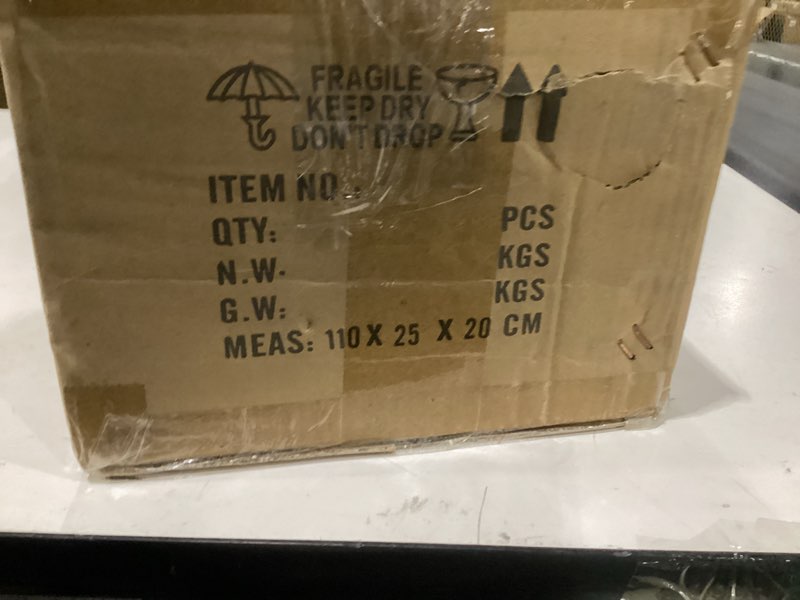 FRAGILE
KEEP DRY
DON'T DROP
ITEM NO.:
QTY: PCS
N.W. KGS
G.W: KGS
MEAS: 110 X 25 X 20 CM